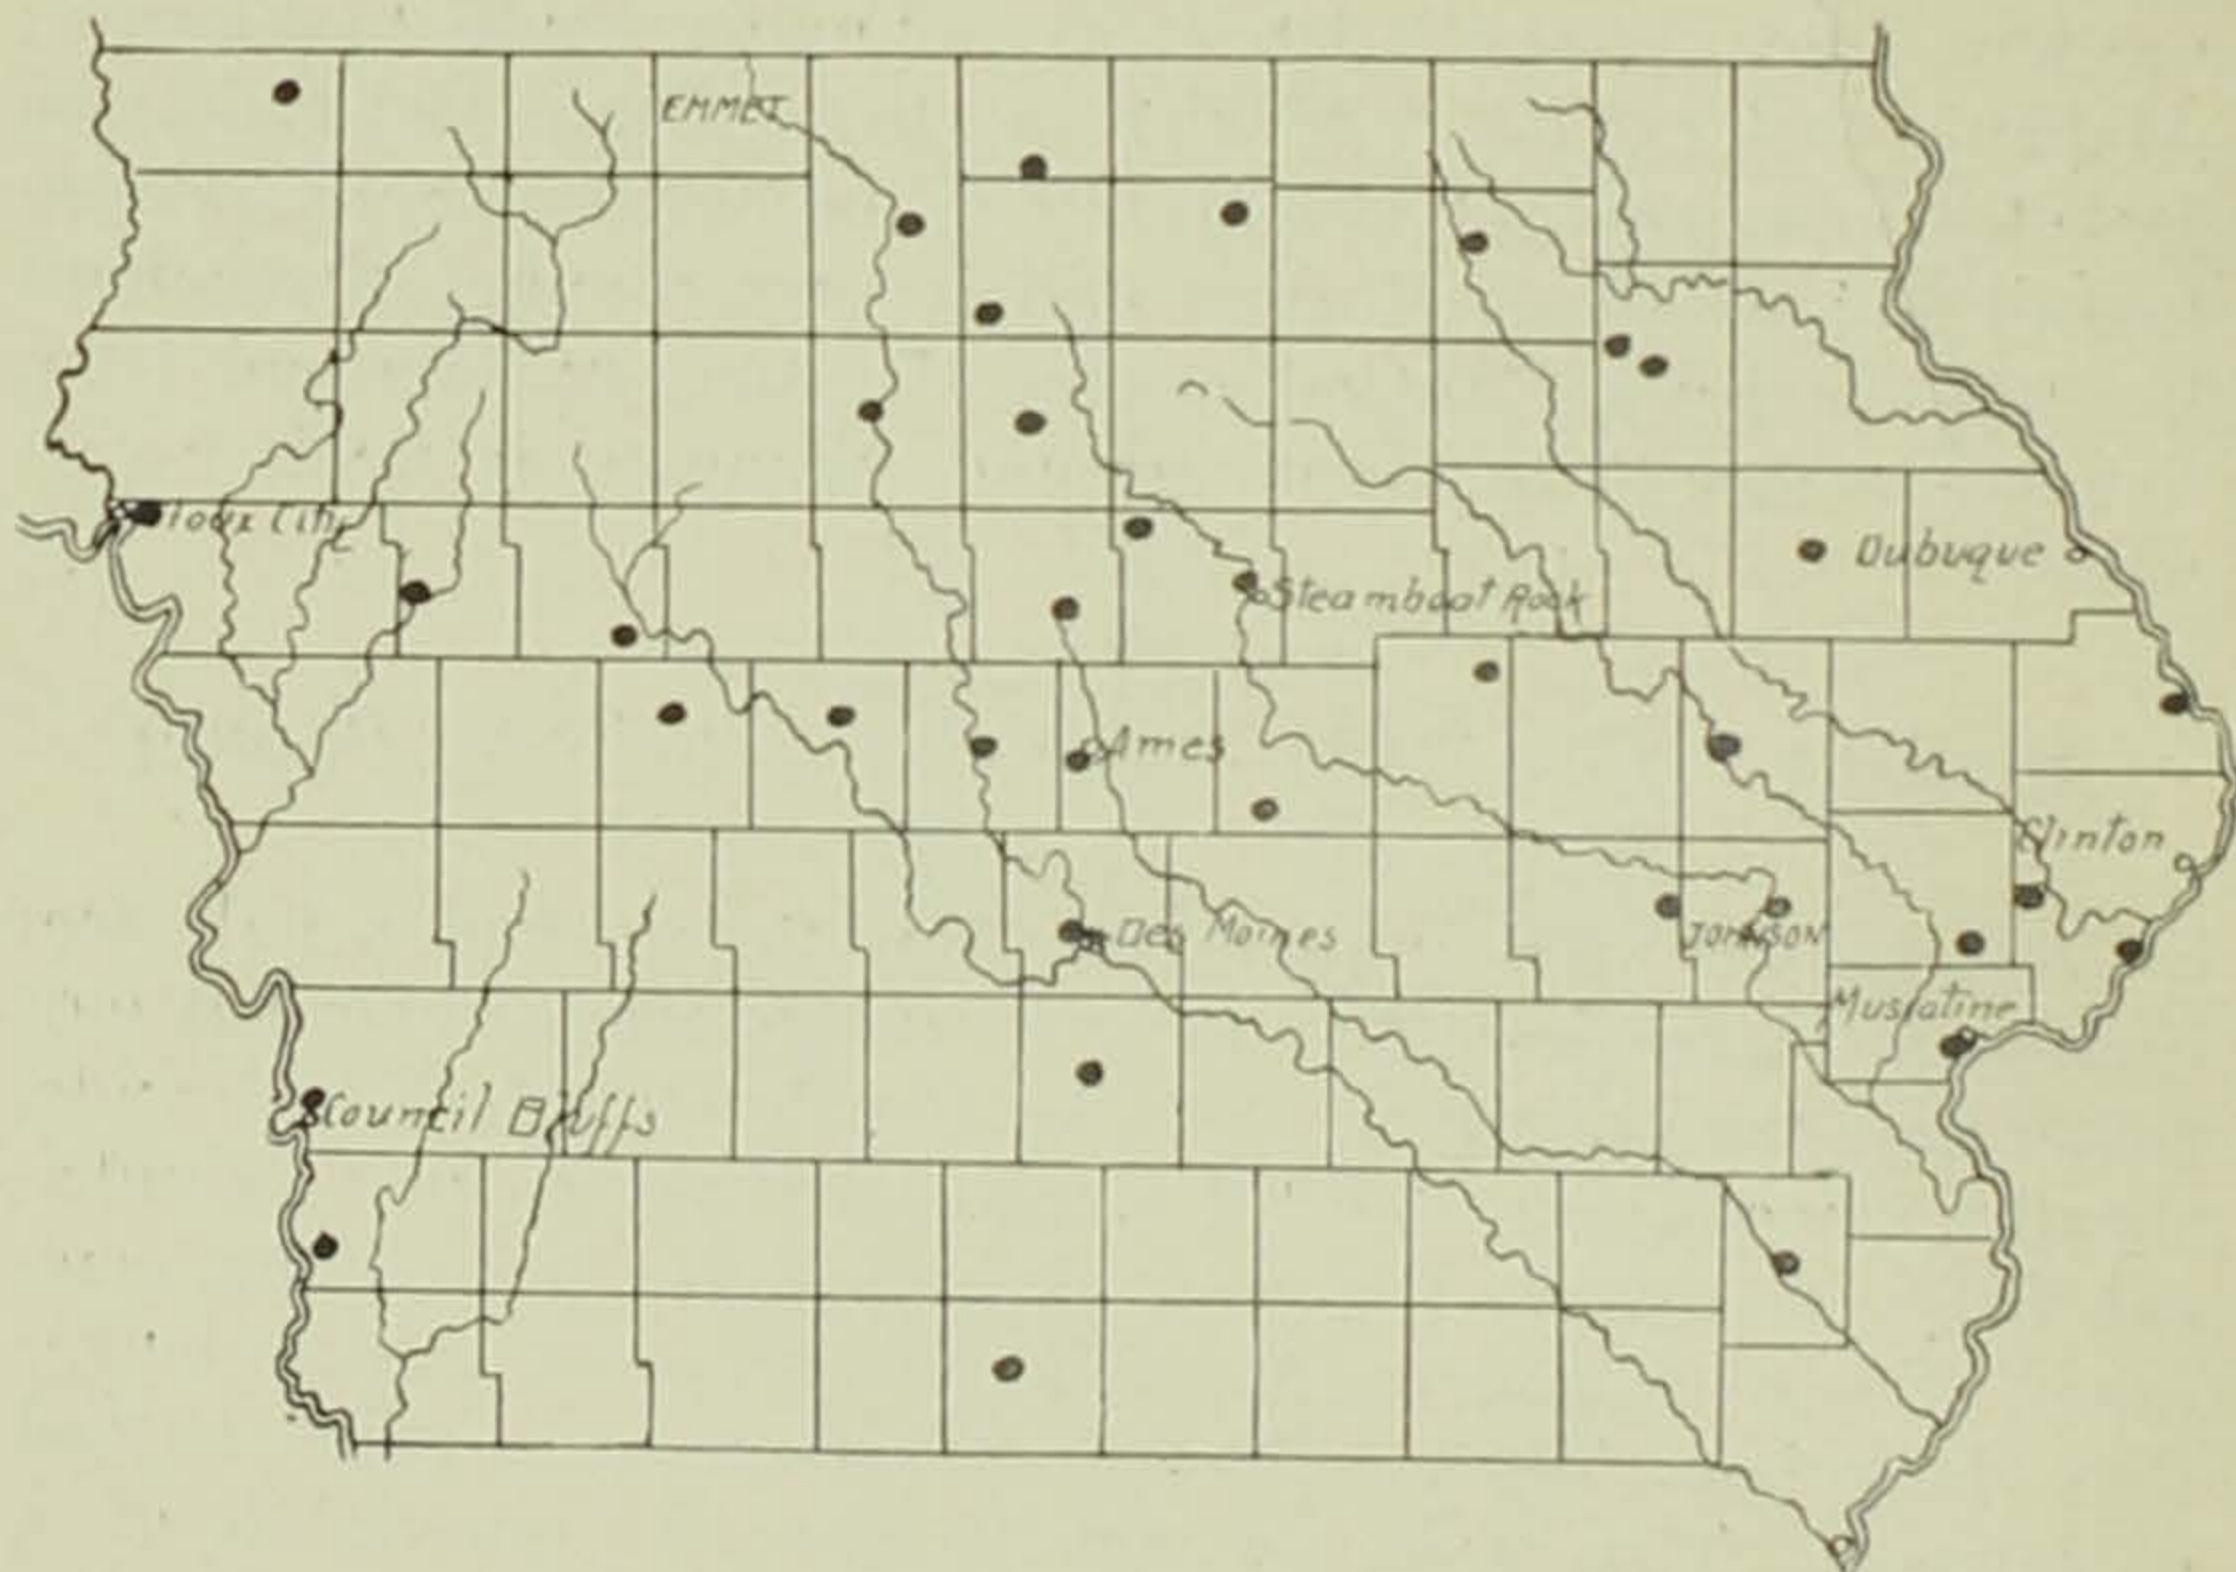 EMMET
Sioux City
Dubuque
Steamboat Rock
Ames
Clinton
Des Moines
JOHNSON
Muscatine
Council Bluffs